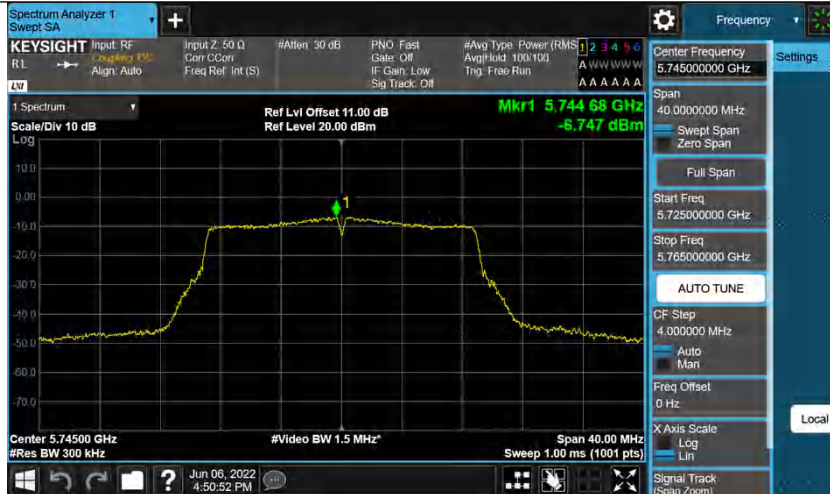 Spectrum Analyzer 1
Swept SA
Frequency
KEYSIGHT
RL
LNI
Input: RF
Coupling: DC
Align: Auto
Input Z: 50 Ω
Corr CCorr
Freq Ref: Int (S)
#Atten: 30 dB
PNO: Fast
Gate: Off
IF Gain: Low
Sig Track: Off
#Avg Type: Power (RMS
Avg|Hold: 100/100
Trig: Free Run
1 2 3 4 5 6
A W W W W W
A A A A A A
1 Spectrum
Scale/Div 10 dB
Log
Ref Lvl Offset 11.00 dB
Ref Level 20.00 dBm
Mkr1 5.744 68 GHz
-6.747 dBm
10.0
0.00
-10.0
-20.0
-30.0
-40.0
-50.0
-60.0
-70.0
1
Center 5.74500 GHz
#Res BW 300 kHz
#Video BW 1.5 MHz*
Span 40.00 MHz
Sweep 1.00 ms (1001 pts)
Jun 06, 2022
4:50:52 PM
Center Frequency
5.745000000 GHz
Settings
Span
40.0000000 MHz
Swept Span
Zero Span
Full Span
Start Freq
5.725000000 GHz
Stop Freq
5.765000000 GHz
AUTO TUNE
CF Step
4.000000 MHz
Auto
Man
Freq Offset
0 Hz
X Axis Scale
Log
Lin
Local
Signal Track
(Span Zoom)